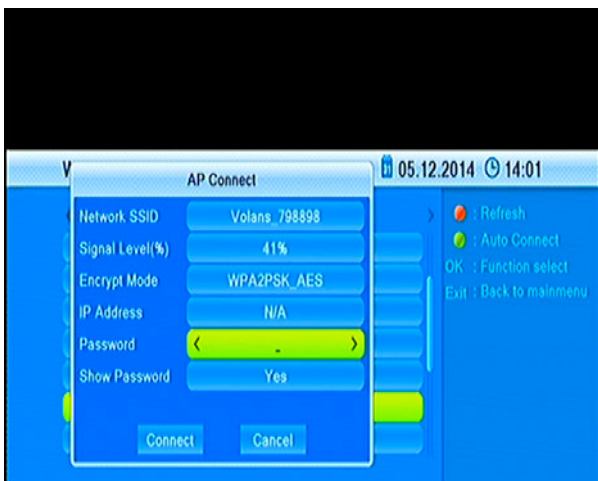 05.12.2014 14:01
AP Connect
Network SSID Volans_798898
Signal Level(%) 41%
Encrypt Mode WPA2PSK_AES
IP Address N/A
Password < _ >
Show Password Yes
Connect Cancel
: Refresh
: Auto Connect
OK : Function select
Exit : Back to mainmenu